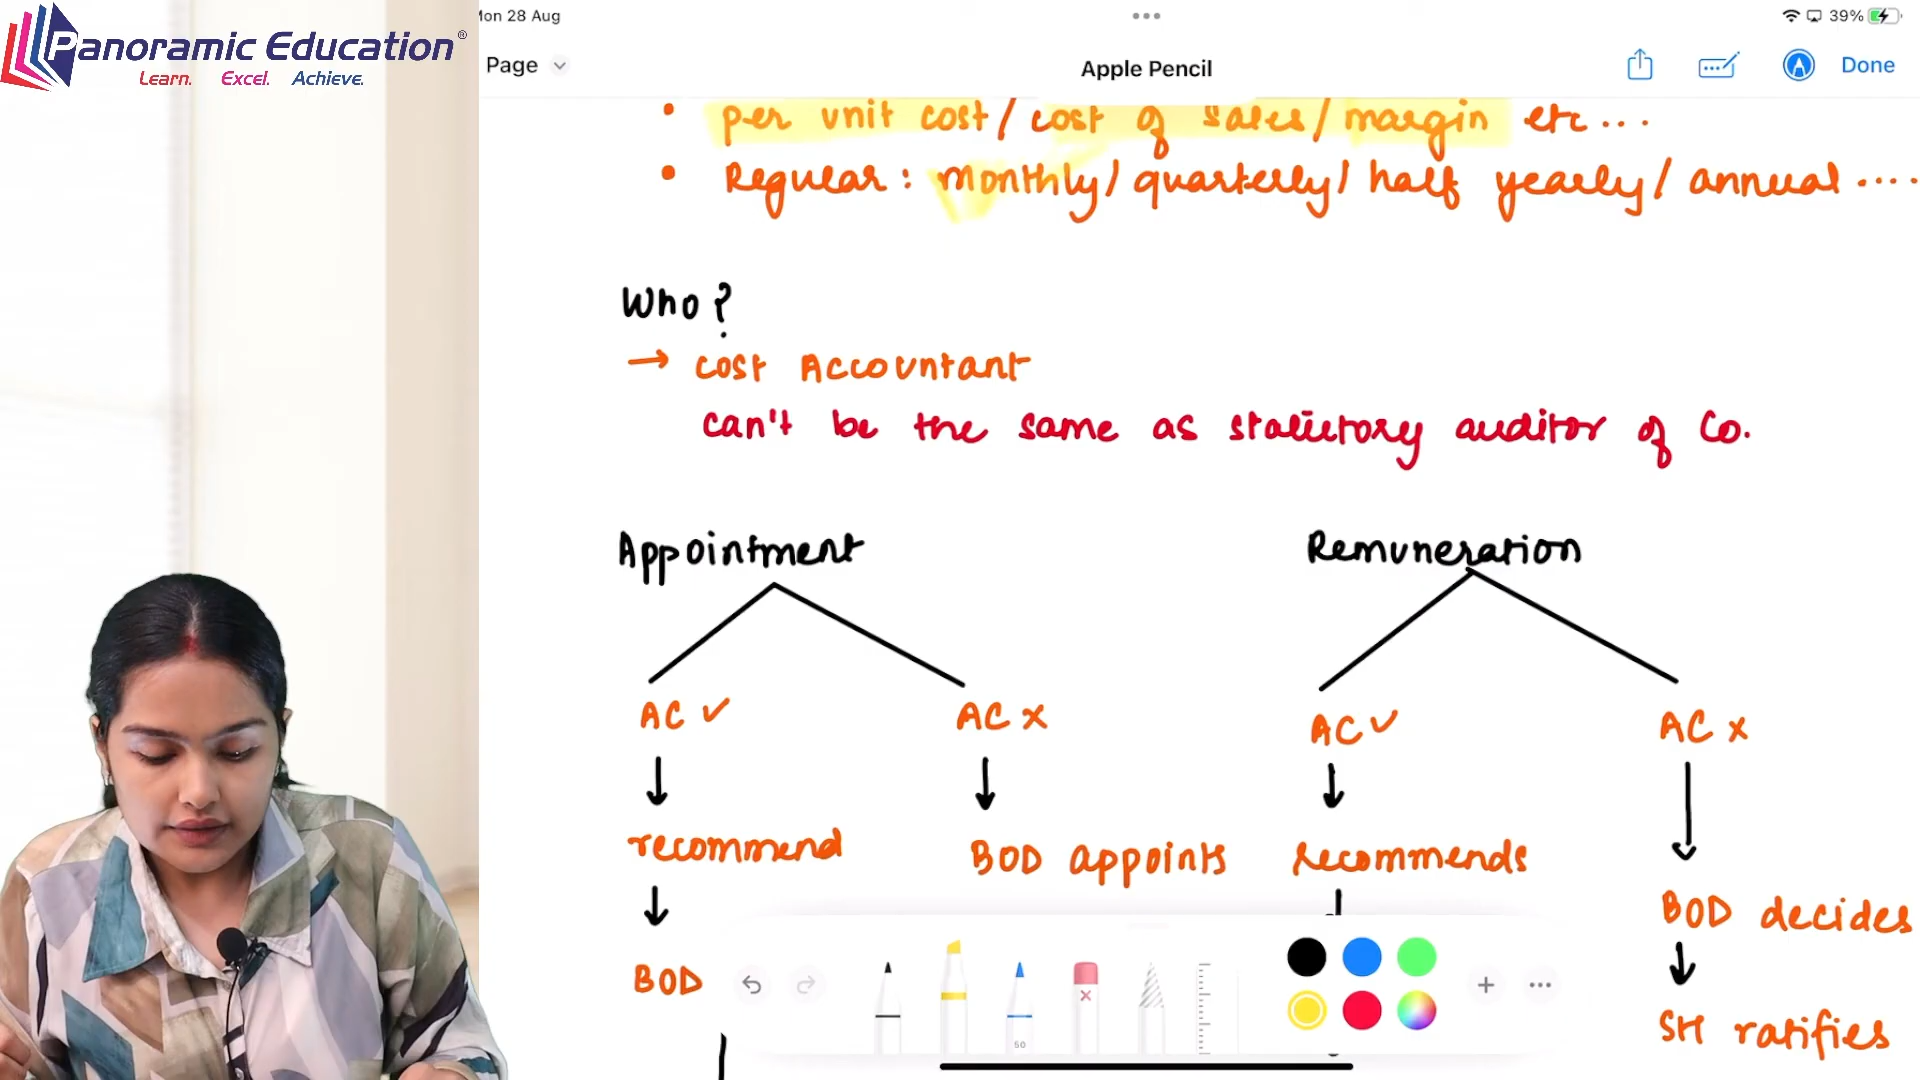 Panoramic Education®
Learn. Excel. Achieve.
Mon 28 Aug
39%
Page
Apple Pencil
Done
• per unit cost/ cost of sales/ margin etc...
• Regular: monthly/ quarterly/ half yearly/ annual ....
Who?
→ Cost Accountant
can't be the same as statutory auditor of Co.
Appointment
Remuneration
AC ✓
AC x
AC ✓
AC x
↓
↓
↓
↓
recommend
BOD appoints
recommends
BOD decides
↓
↓
BOD
SH ratifies
50